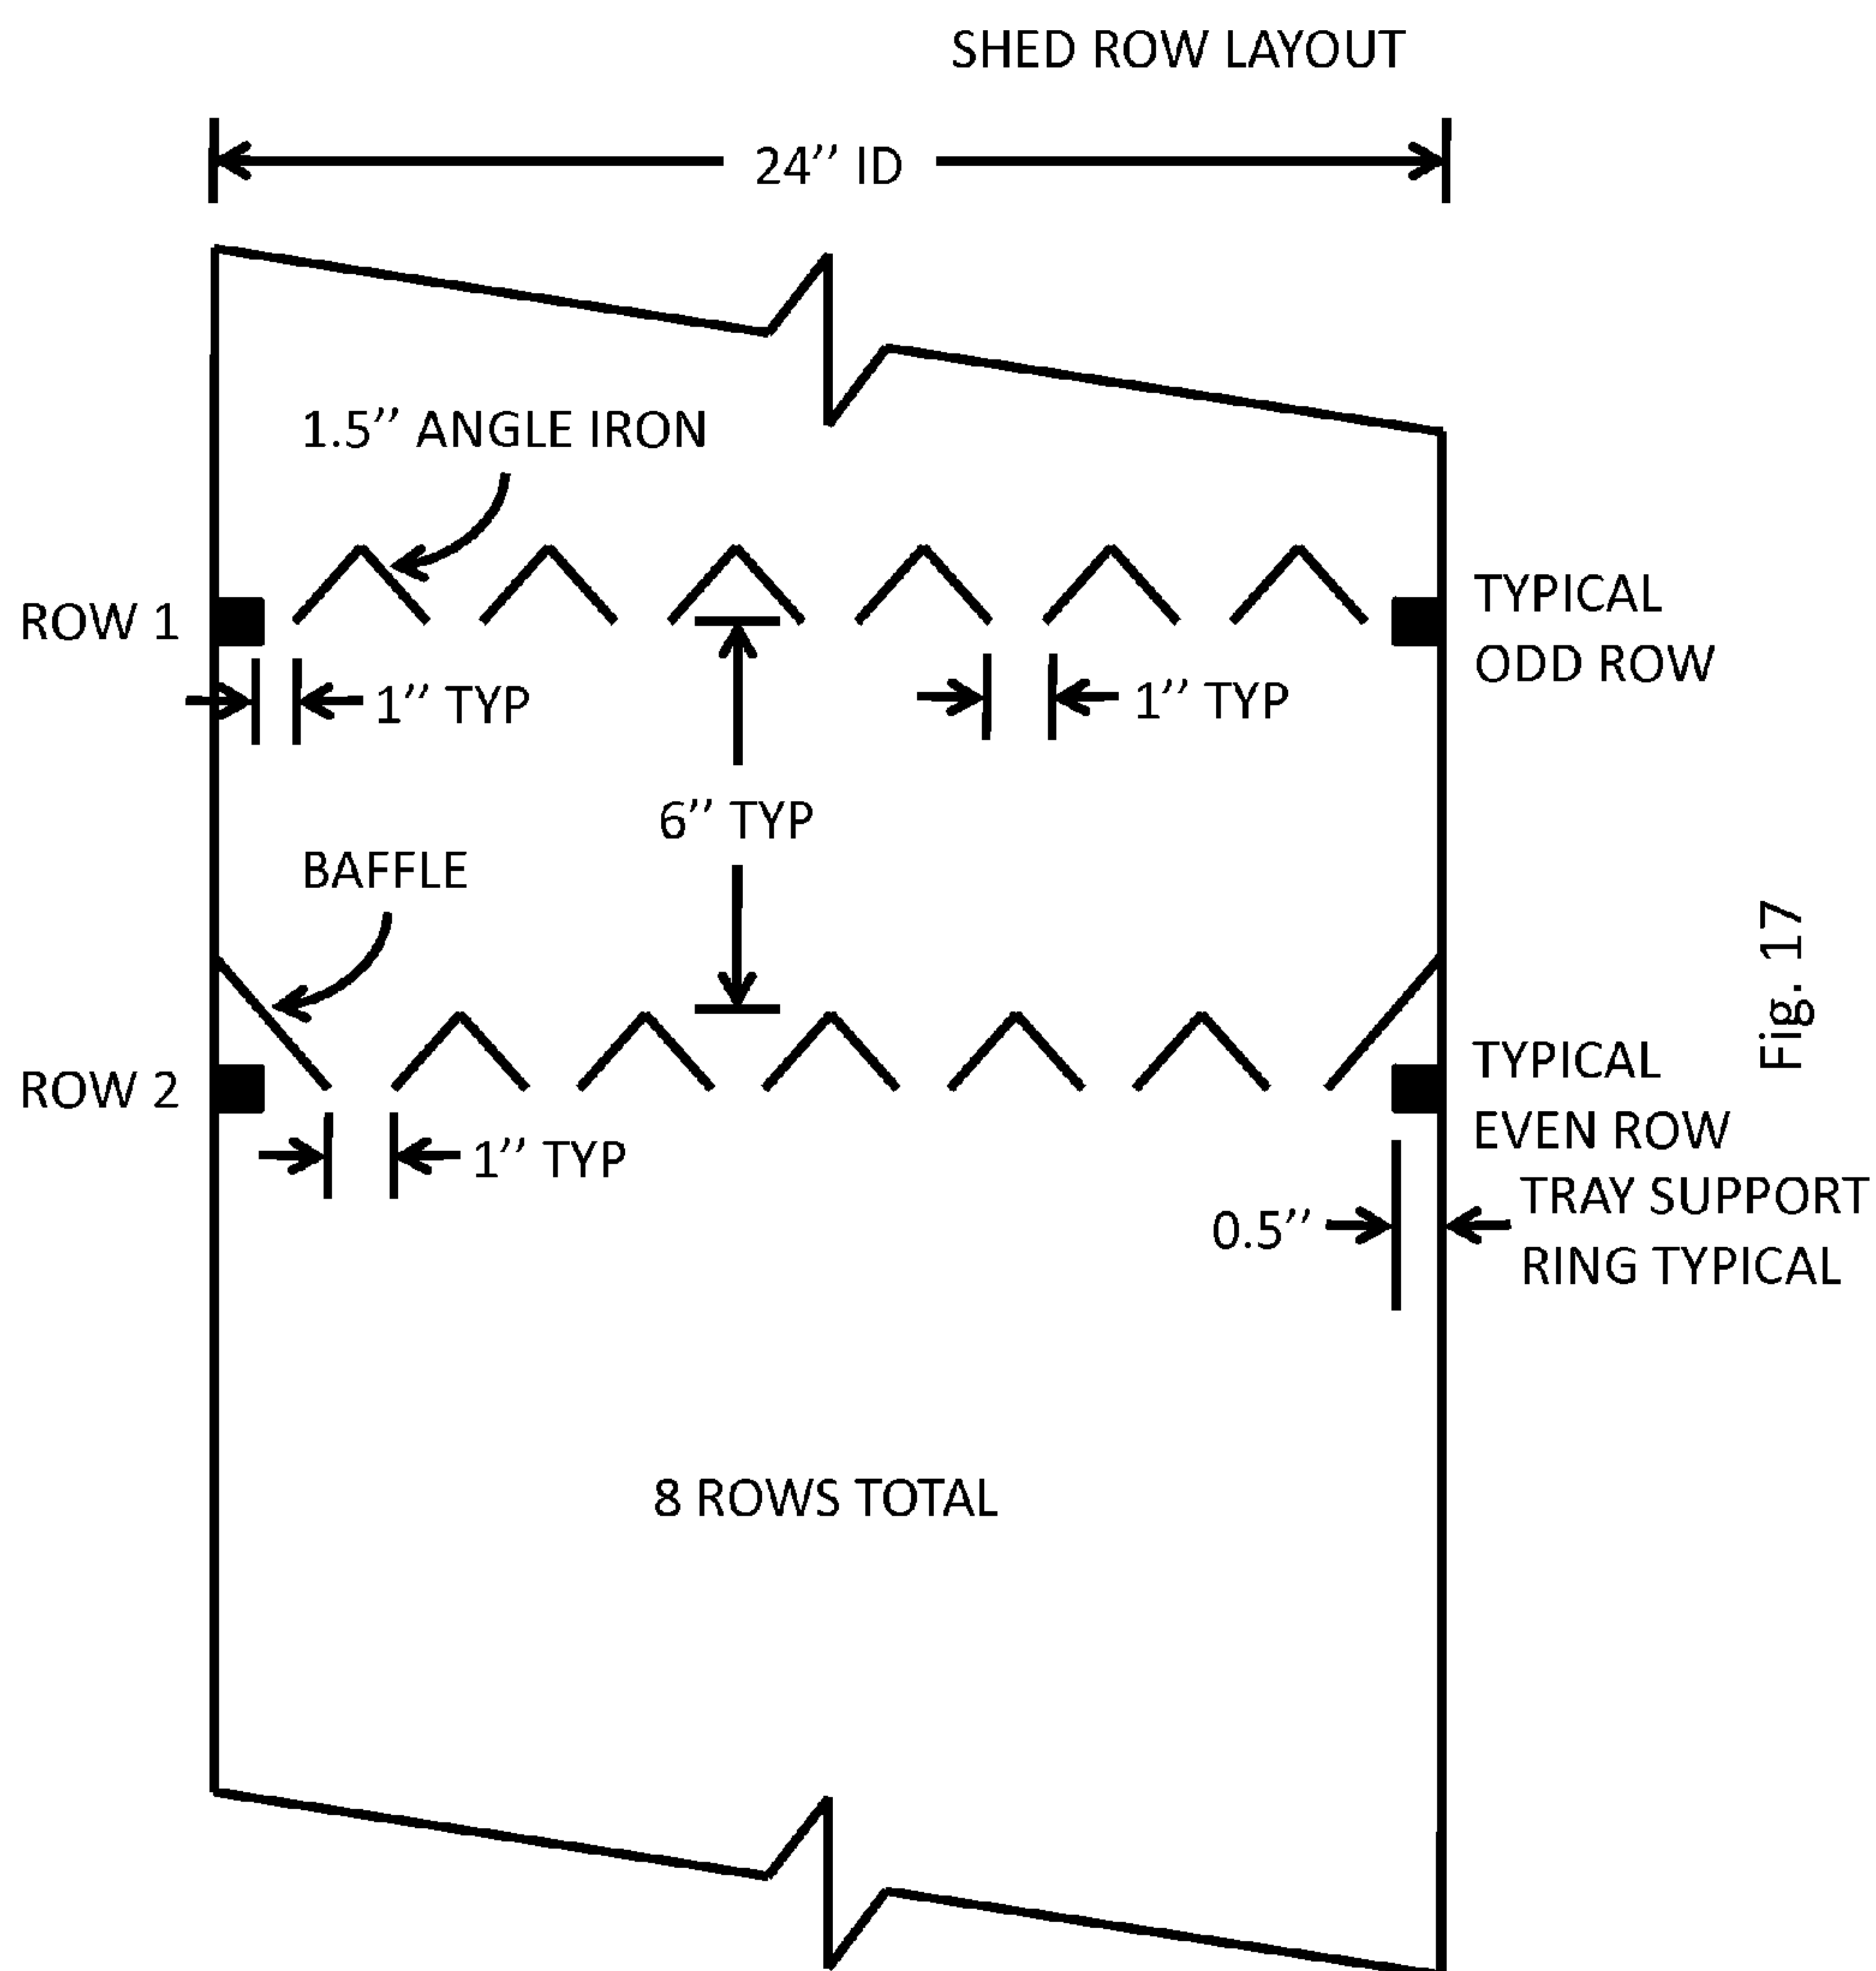 SHED ROW LAYOUT
24’’ ID
1.5’’ ANGLE IRON
ROW 1
TYPICAL
ODD ROW
1’’ TYP
1’’ TYP
6’’ TYP
BAFFLE
ROW 2
TYPICAL
EVEN ROW
1’’ TYP
0.5’’
TRAY SUPPORT
RING TYPICAL
8 ROWS TOTAL
Fig. 17